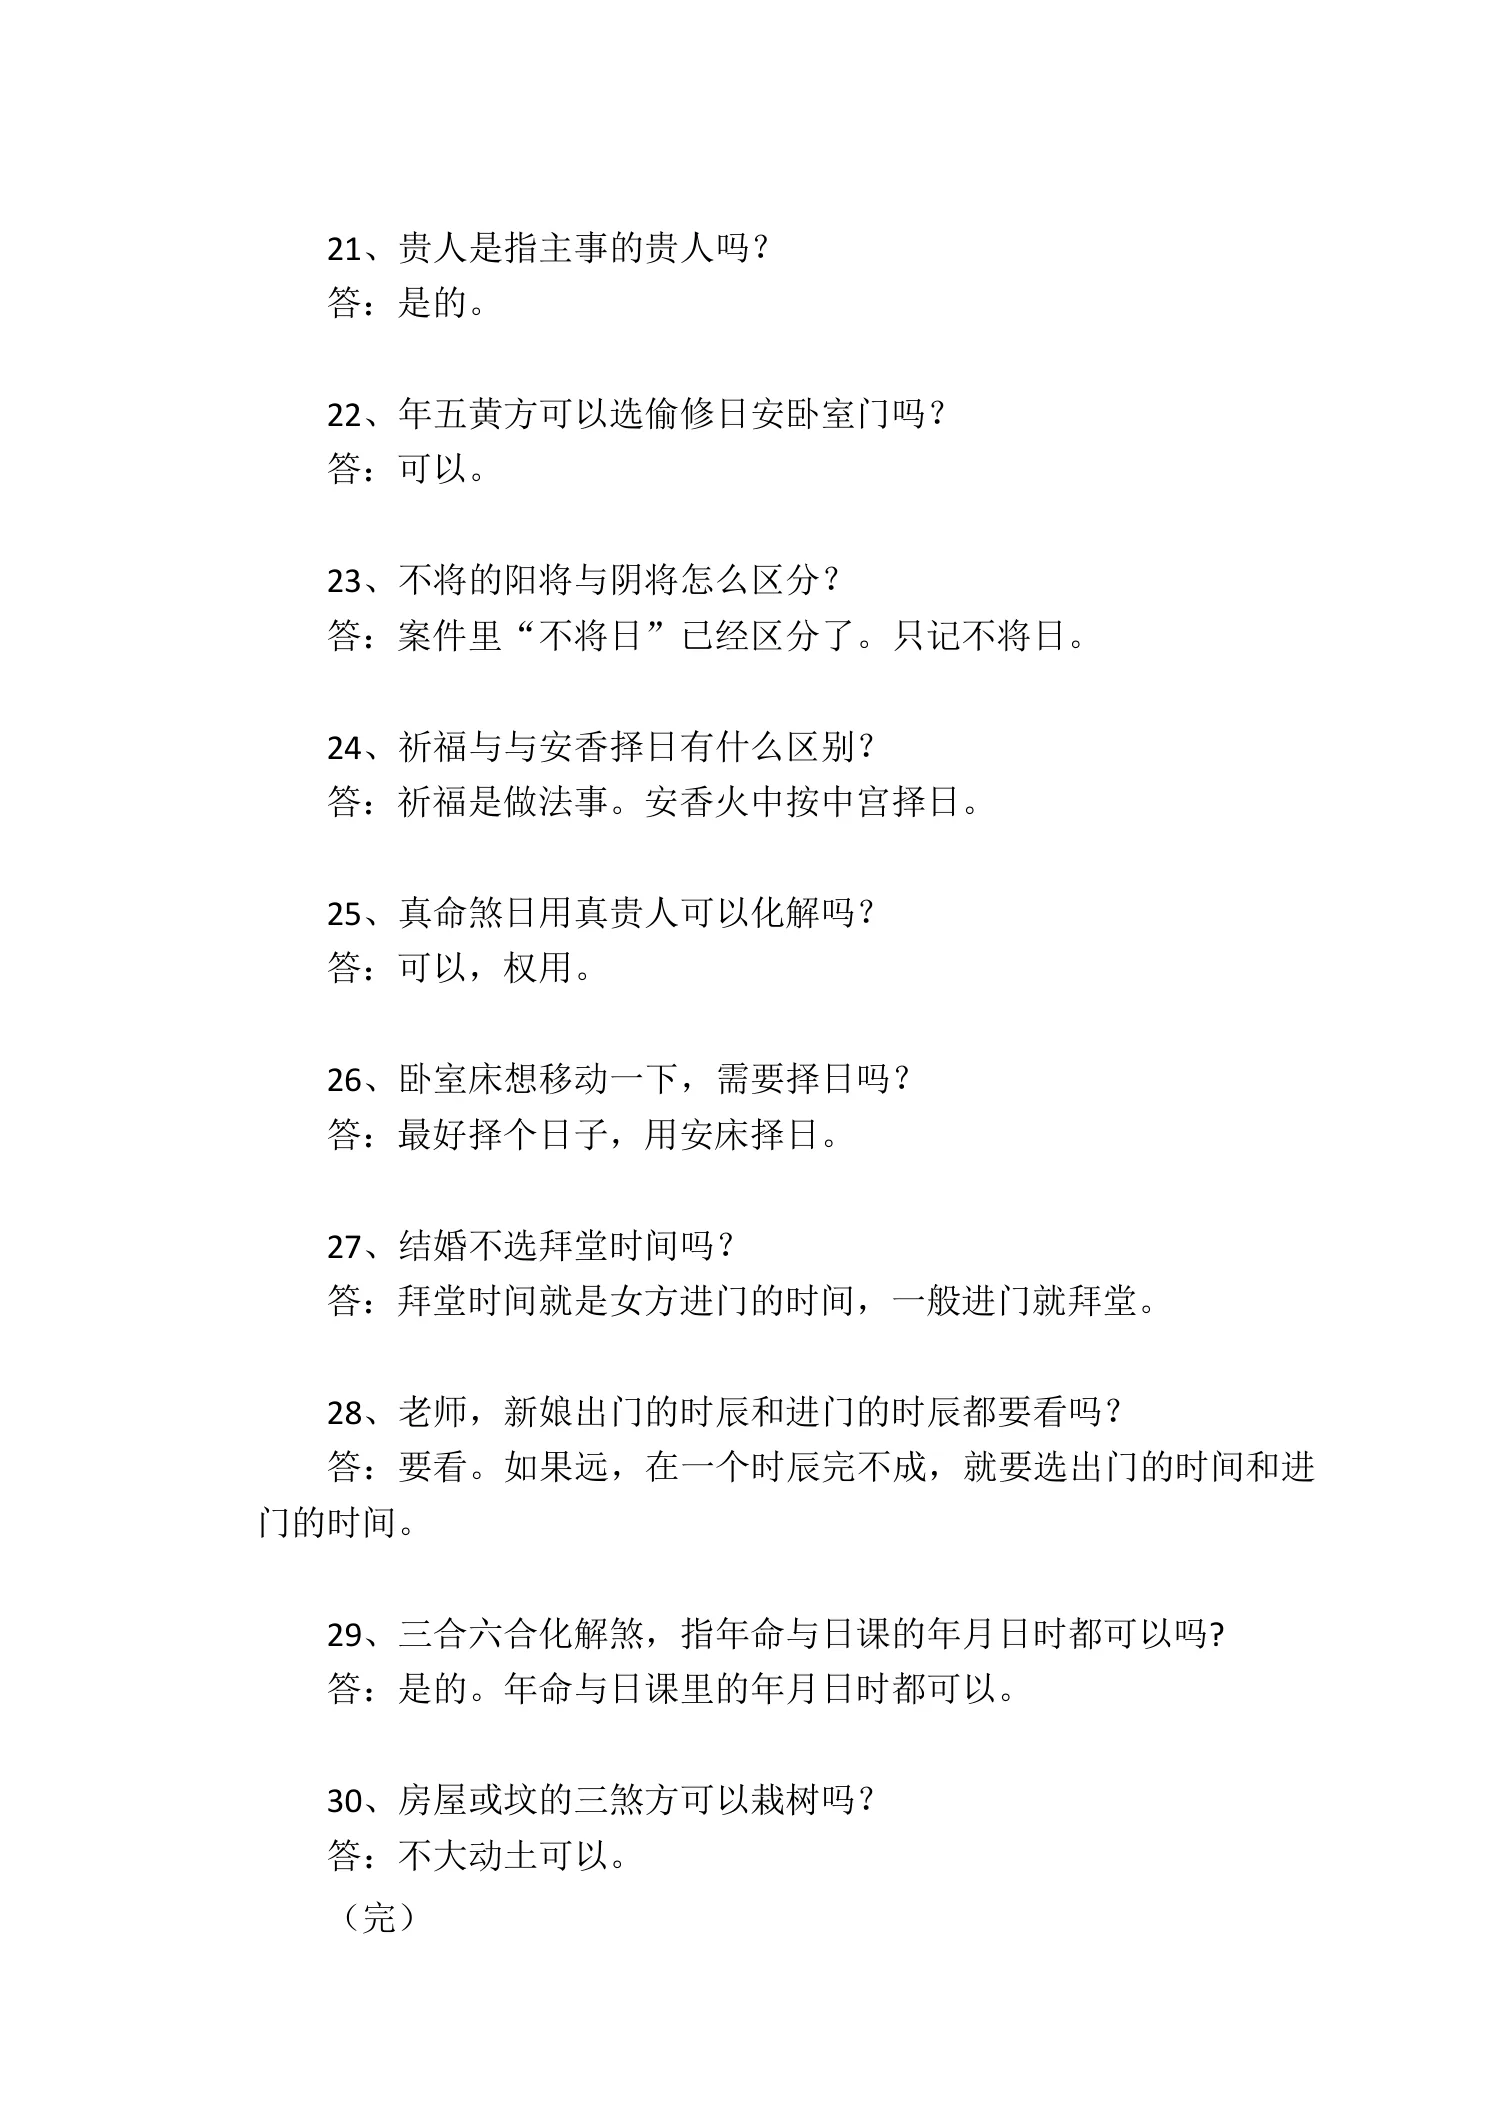 21、贵人是指主事的贵人吗？
答：是的。
22、年五黄方可以选偷修日安卧室门吗？
答：可以。
23、不将的阳将与阴将怎么区分？
答：案件里“不将日”已经区分了。只记不将日。
24、祈福与与安香择日有什么区别？
答：祈福是做法事。安香火中按中宫择日。
25、真命煞日用真贵人可以化解吗？
答：可以，权用。
26、卧室床想移动一下，需要择日吗？
答：最好择个日子，用安床择日。
27、结婚不选拜堂时间吗？
答：拜堂时间就是女方进门的时间，一般进门就拜堂。
28、老师，新娘出门的时辰和进门的时辰都要看吗？
答：要看。如果远，在一个时辰完不成，就要选出门的时间和进
门的时间。
29、三合六合化解煞，指年命与日课的年月日时都可以吗?
答：是的。年命与日课里的年月日时都可以。
30、房屋或坟的三煞方可以栽树吗？
答：不大动土可以。
（完）